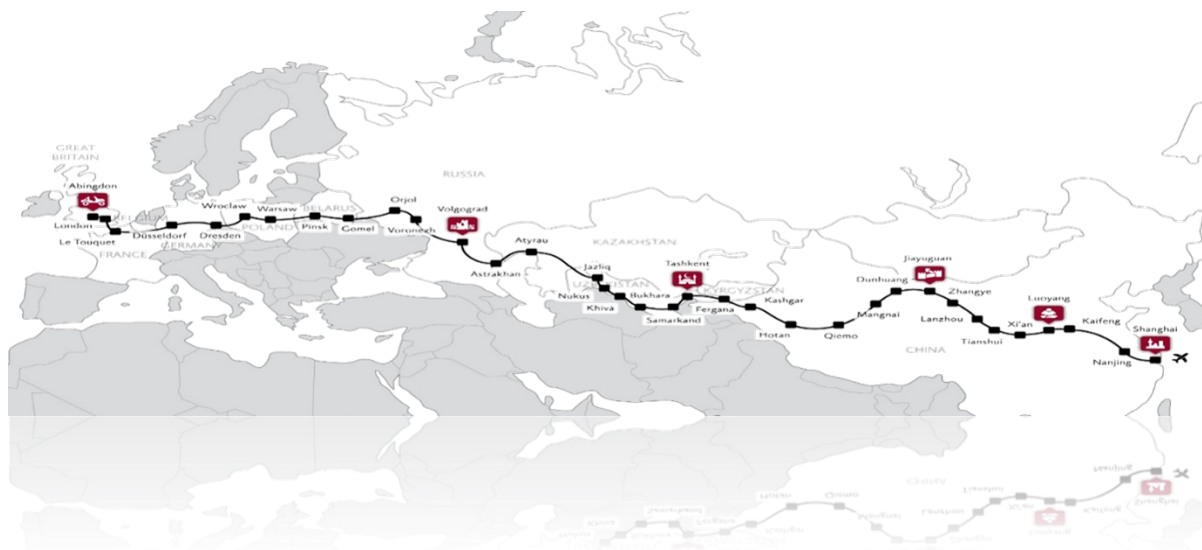 GREAT
BRITAIN
Abingdon
London
Le Touquet
BELGIUM
FRANCE
Düsseldorf
GERMANY
Dresden
Wroclaw
Warsaw
POLAND
BELARUS
Pinsk
Gomel
Orjol
Voronezh
RUSSIA
Volgograd
Astrakhan
Atyrau
KAZAKHSTAN
Jazliq
UZBEKISTAN
Nukus
Khiva
Bukhara
Samarkand
Tashkent
KYRGYZSTAN
Fergana
Kashgar
Hotan
Qiemo
Mangnai
Dunhuang
Jiayuguan
Zhangye
Lanzhou
Tianshui
Xi'an
Luoyang
Kaifeng
Nanjing
Shanghai
CHINA